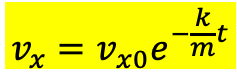 $v_x = v_{x0}e^{-\frac{k}{m}t}$